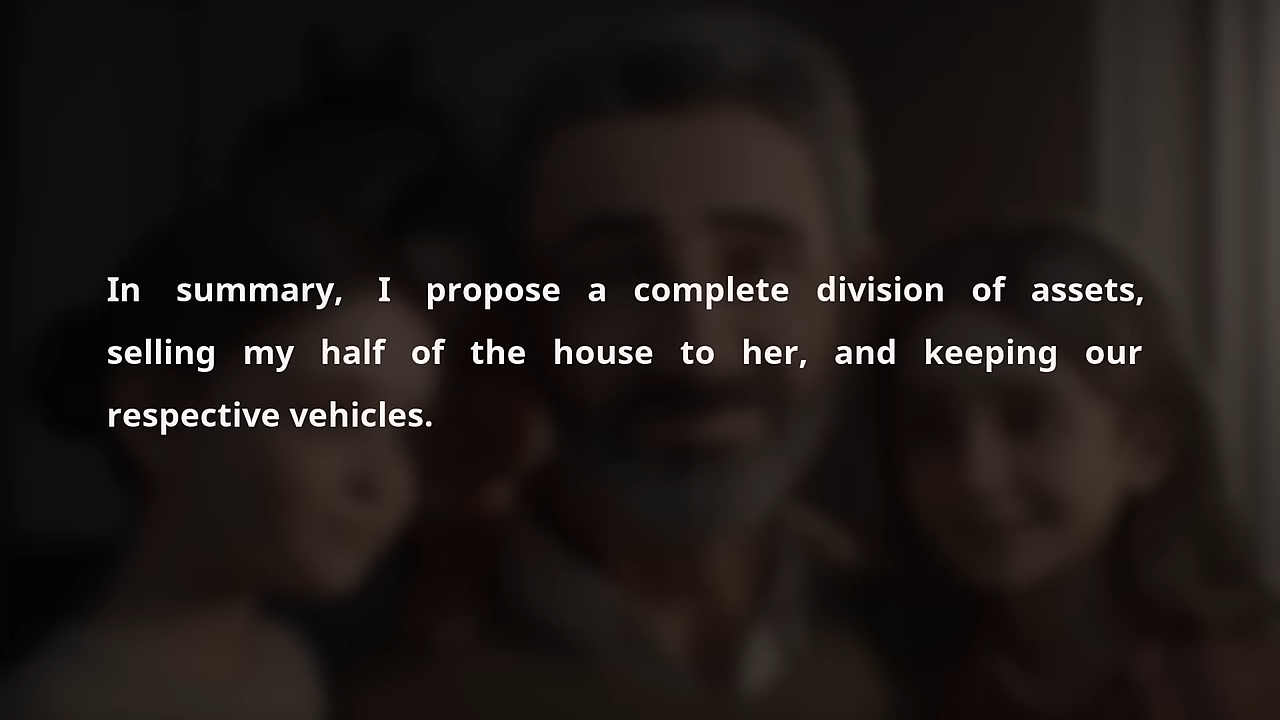 In summary, I propose a complete division of assets,
selling my half of the house to her, and keeping our
respective vehicles.